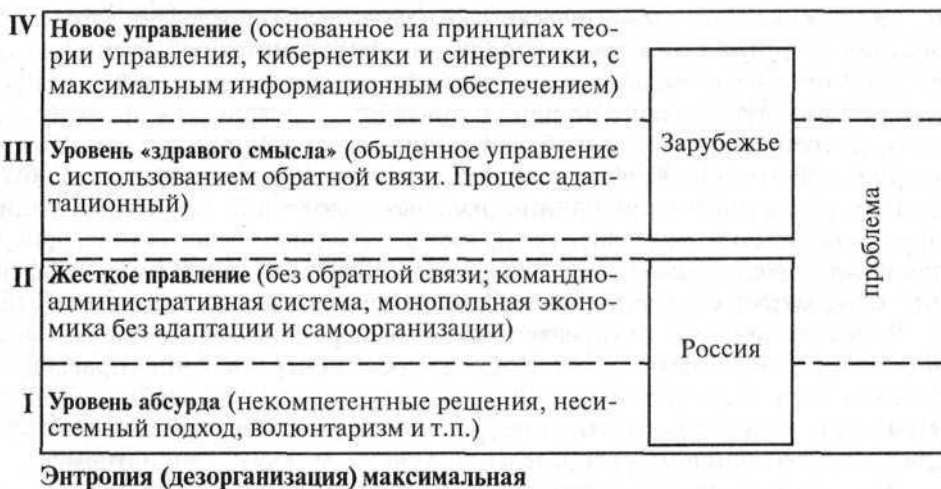 IV Новое управление (основанное на принципах тео-
рии управления, кибернетики и синергетики, с
максимальным информационным обеспечением)
III Уровень «здравого смысла» (обыденное управление
с использованием обратной связи. Процесс адап-
тационный)
Зарубежье
II Жесткое правление (без обратной связи; командно-
административная система, монопольная эконо-
мика без адаптации и самоорганизации)
Россия
I Уровень абсурда (некомпетентные решения, неси-
стемный подход, волюнтаризм и т.п.)
проблема
Энтропия (дезорганизация) максимальная